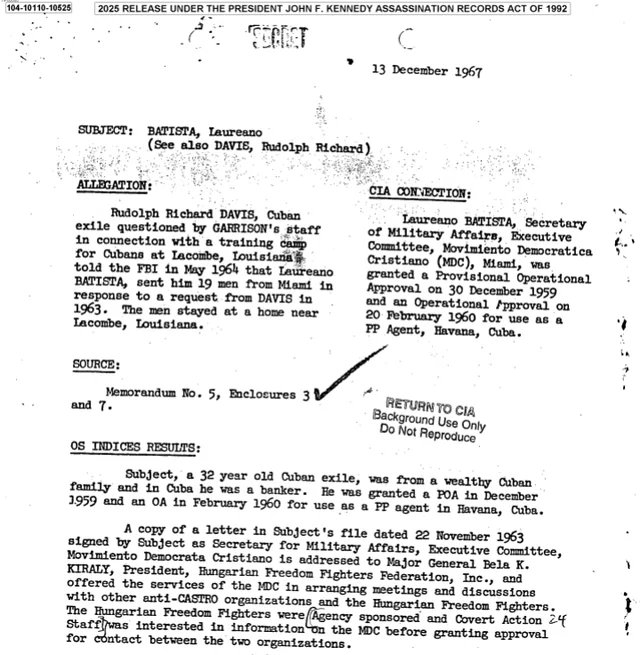 104-10110-10525
2025 RELEASE UNDER THE PRESIDENT JOHN F. KENNEDY ASSASSINATION RECORDS ACT OF 1992
SECRET
13 December 1967
SUBJECT: BATISTA, Laureano
(See also DAVIS, Rudolph Richard)
ALLEGATION:
Rudolph Richard DAVIS, Cuban
exile questioned by GARRISON's staff
in connection with a training camp
for Cubans at Lacombe, Louisiana
told the FBI in May 1964 that Laureano
BATISTA, sent him 19 men from Miami in
response to a request from DAVIS in
1963. The men stayed at a home near
Lacombe, Louisiana.
CIA CONNECTION:
Laureano BATISTA, Secretary
of Military Affairs, Executive
Committee, Movimiento Democratica
Cristiano (MDC), Miami, was
granted a Provisional Operational
Approval on 30 December 1959
and an Operational Approval on
20 February 1960 for use as a
PP Agent, Havana, Cuba.
SOURCE:
Memorandum No. 5, Enclosures 3
and 7.
RETURN TO CIA
Background Use Only
Do Not Reproduce
OS INDICES RESULTS:
Subject, a 32 year old Cuban exile, was from a wealthy Cuban
family and in Cuba he was a banker. He was granted a POA in December
1959 and an OA in February 1960 for use as a PP agent in Havana, Cuba.
A copy of a letter in Subject's file dated 22 November 1963
signed by Subject as Secretary for Military Affairs, Executive Committee,
Movimiento Democrata Cristiano is addressed to Major General Bela K.
KIRALY, President, Hungarian Freedom Fighters Federation, Inc., and
offered the services of the MDC in arranging meetings and discussions
with other anti-CASTRO organizations and the Hungarian Freedom Fighters.
The Hungarian Freedom Fighters were Agency sponsored and Covert Action 24
Staff was interested in information on the MDC before granting approval
for contact between the two organizations.